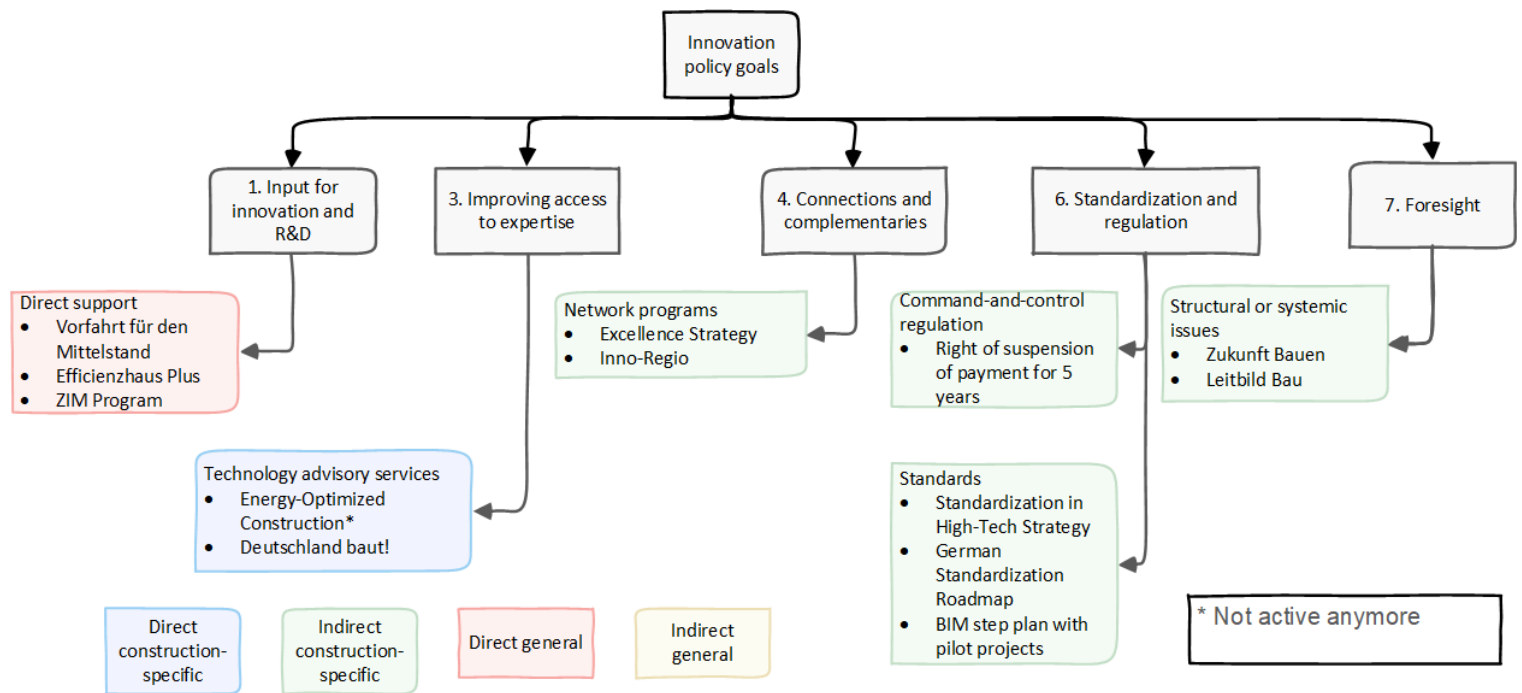 Innovation
policy goals
1. Input for
innovation and
R&D
3. Improving access
to expertise
4. Connections and
complementaries
6. Standardization and
regulation
7. Foresight
Direct support
• Vorfahrt für den
Mittelstand
• Efficienzhaus Plus
• ZIM Program
Network programs
• Excellence Strategy
• Inno-Regio
Command-and-control
regulation
• Right of suspension
of payment for 5
years
Structural or systemic
issues
• Zukunft Bauen
• Leitbild Bau
Technology advisory services
• Energy-Optimized
Construction*
• Deutschland baut!
Standards
• Standardization in
High-Tech Strategy
• German
Standardization
Roadmap
• BIM step plan with
pilot projects
Direct
construction-
specific
Indirect
construction-
specific
Direct general
Indirect
general
* Not active anymore